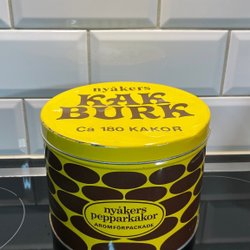 nyåkers
KAK
BURK
Ca 180 KAKOR
nyåkers
pepparkakor
AROMFÖRPACKADE